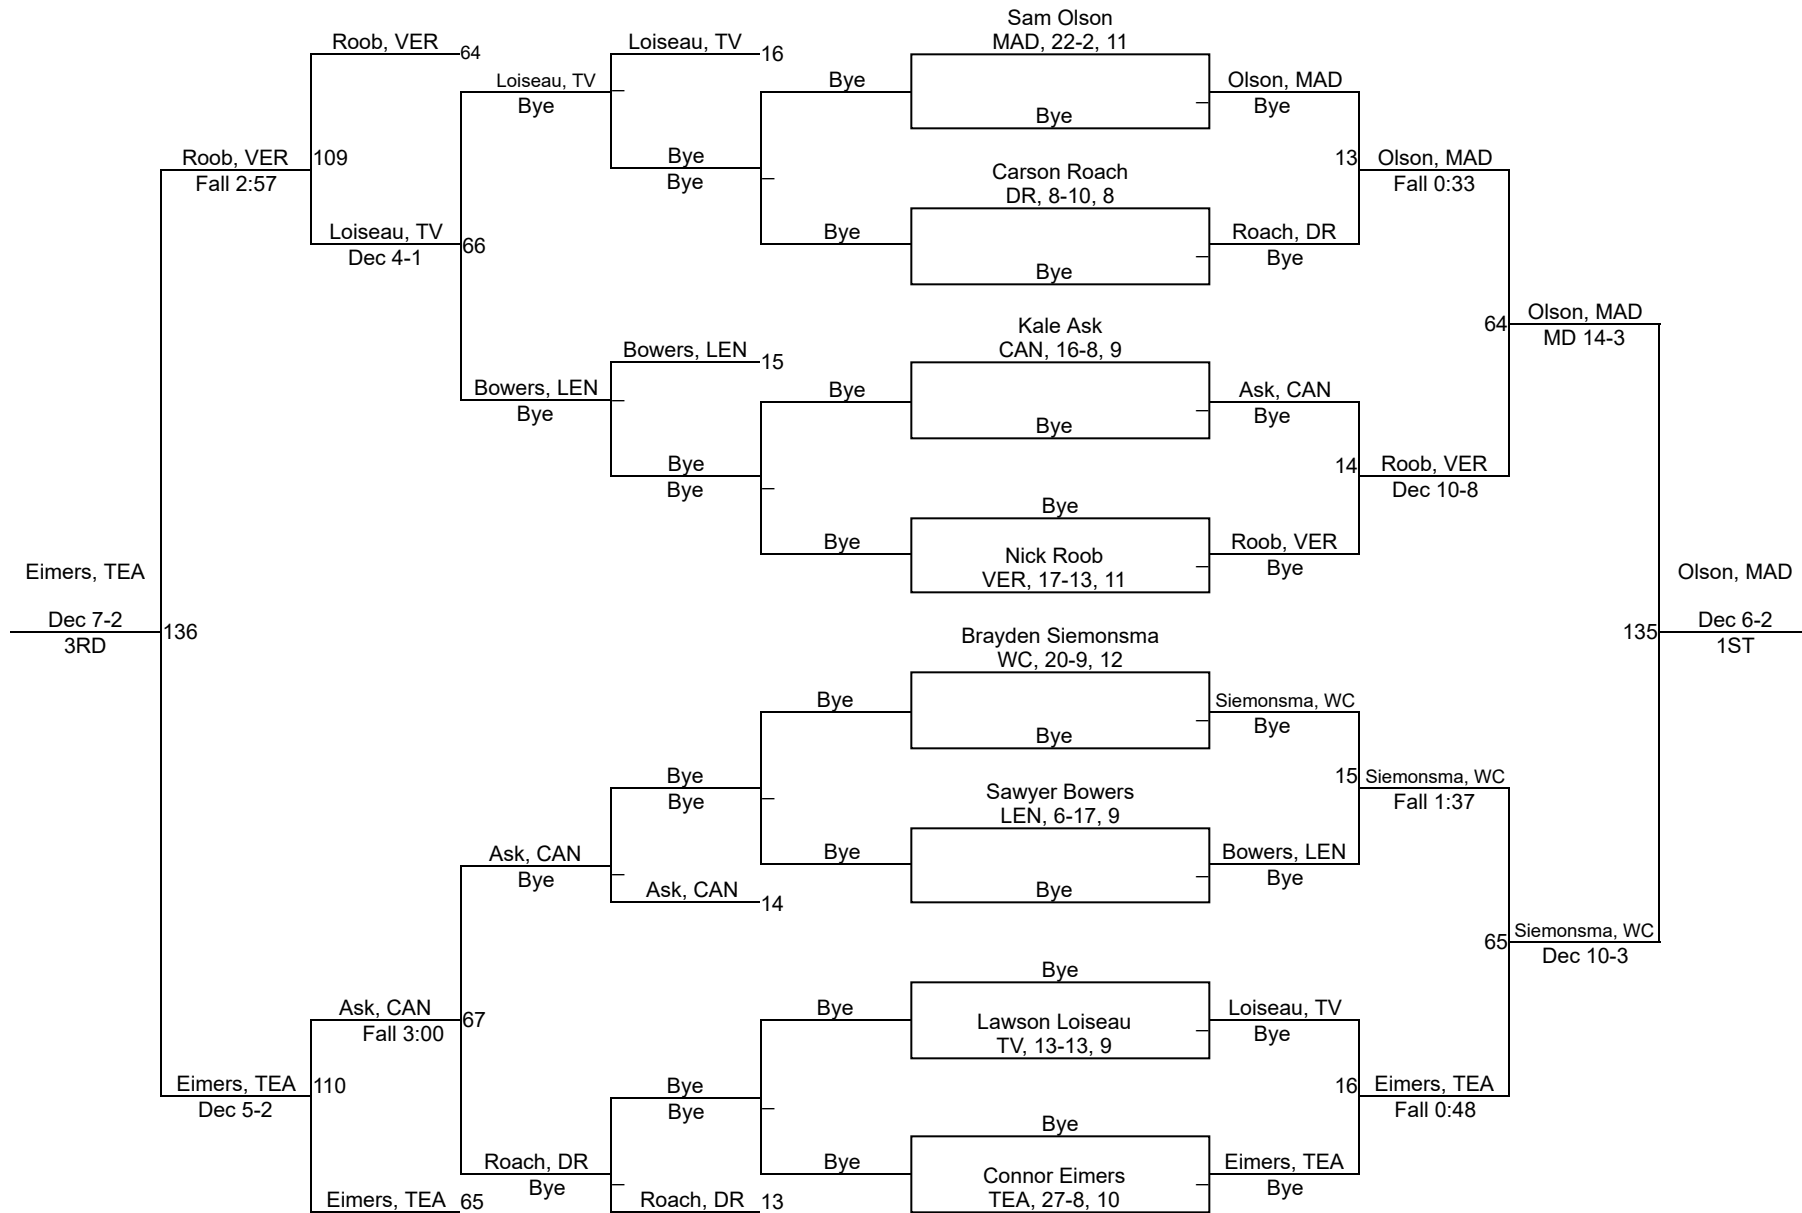 Sam Olson
Roob, VER 64
Loiseau, TV 16
MAD, 22-2, 11
Loiseau, TV
Bye
Olson, MAD
Bye
Bye
Bye
Bye
Roob, VER 109
Bye
13 Olson, MAD
Fall 2:57
Bye
Carson Roach
Fall 0:33
DR, 8-10, 8
Loiseau, TV 66
Bye
Roach, DR
Dec 4-1
Bye
Bye
Kale Ask
64 Olson, MAD
Bowers, LEN 15
CAN, 16-8, 9
MD 14-3
Bowers, LEN
Bye
Ask, CAN
Bye
Bye
Bye
Bye
14 Roob, VER
Bye
Dec 10-8
Bye
Bye
Roob, VER
Nick Roob
Bye
VER, 17-13, 11
Eimers, TEA
Olson, MAD
Dec 7-2
136
3RD
Brayden Siemonsma
135
Dec 6-2
1ST
WC, 20-9, 12
Bye
Siemonsma, WC
Bye
Bye
Bye
15 Siemonsma, WC
Bye
Sawyer Bowers
Fall 1:37
LEN, 6-17, 9
Ask, CAN
Bye
Bowers, LEN
Bye
Bye
Bye
Ask, CAN 14
65 Siemonsma, WC
Dec 10-3
Bye
Ask, CAN 67
Bye
Loiseau, TV
Fall 3:00
Lawson Loiseau
Bye
TV, 13-13, 9
Eimers, TEA 110
Bye
16 Eimers, TEA
Dec 5-2
Bye
Fall 0:48
Bye
Roach, DR
Bye
Eimers, TEA
Bye
Connor Eimers
Bye
Eimers, TEA 65
Roach, DR 13
TEA, 27-8, 10